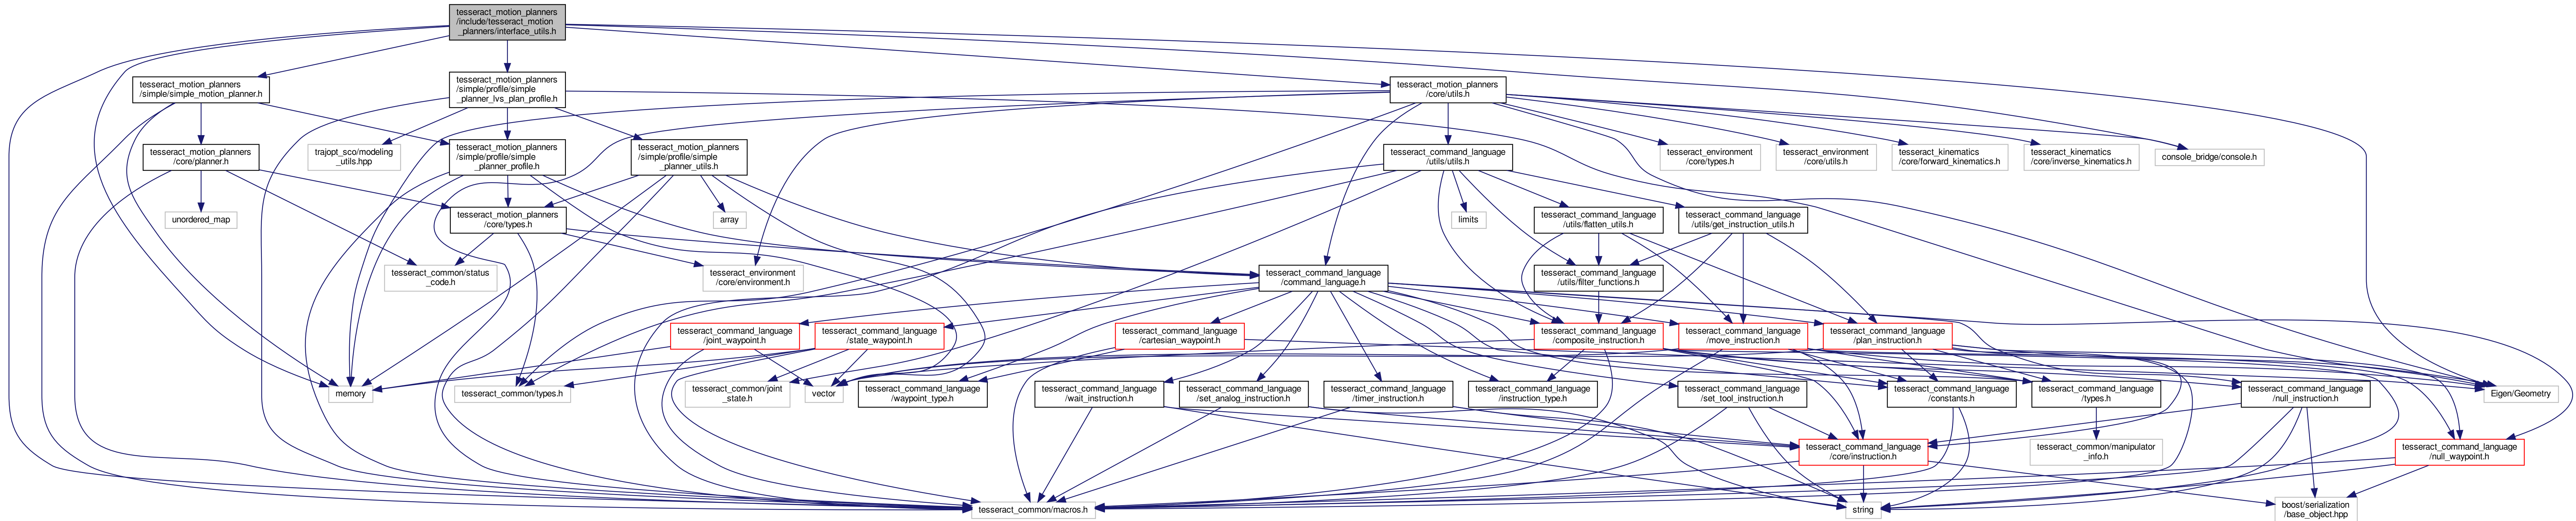 tesseract_motion_planners
/include/tesseract_motion
_planners/interface_utils.h
tesseract_motion_planners
/simple/simple_motion_planner.h
tesseract_motion_planners
/simple/profile/simple
_planner_lvs_plan_profile.h
tesseract_motion_planners
/core/utils.h
tesseract_motion_planners
/core/planner.h
trajopt_sco/modeling
_utils.hpp
tesseract_motion_planners
/simple/profile/simple
_planner_profile.h
tesseract_motion_planners
/simple/profile/simple
_planner_utils.h
tesseract_command_language
/utils/utils.h
tesseract_environment
/core/types.h
tesseract_environment
/core/utils.h
tesseract_kinematics
/core/forward_kinematics.h
tesseract_kinematics
/core/inverse_kinematics.h
console_bridge/console.h
unordered_map
tesseract_motion_planners
/core/types.h
array
limits
tesseract_command_language
/utils/flatten_utils.h
tesseract_command_language
/utils/get_instruction_utils.h
tesseract_common/status
_code.h
tesseract_environment
/core/environment.h
tesseract_command_language
/command_language.h
tesseract_command_language
/utils/filter_functions.h
tesseract_command_language
/joint_waypoint.h
tesseract_command_language
/state_waypoint.h
tesseract_command_language
/cartesian_waypoint.h
tesseract_command_language
/composite_instruction.h
tesseract_command_language
/move_instruction.h
tesseract_command_language
/plan_instruction.h
memory
tesseract_common/types.h
tesseract_common/joint
_state.h
vector
tesseract_command_language
/waypoint_type.h
tesseract_command_language
/wait_instruction.h
tesseract_command_language
/set_analog_instruction.h
tesseract_command_language
/timer_instruction.h
tesseract_command_language
/instruction_type.h
tesseract_command_language
/set_tool_instruction.h
tesseract_command_language
/constants.h
tesseract_command_language
/types.h
tesseract_command_language
/null_instruction.h
Eigen/Geometry
tesseract_command_language
/core/instruction.h
tesseract_common/manipulator
_info.h
tesseract_command_language
/null_waypoint.h
tesseract_common/macros.h
string
boost/serialization
/base_object.hpp